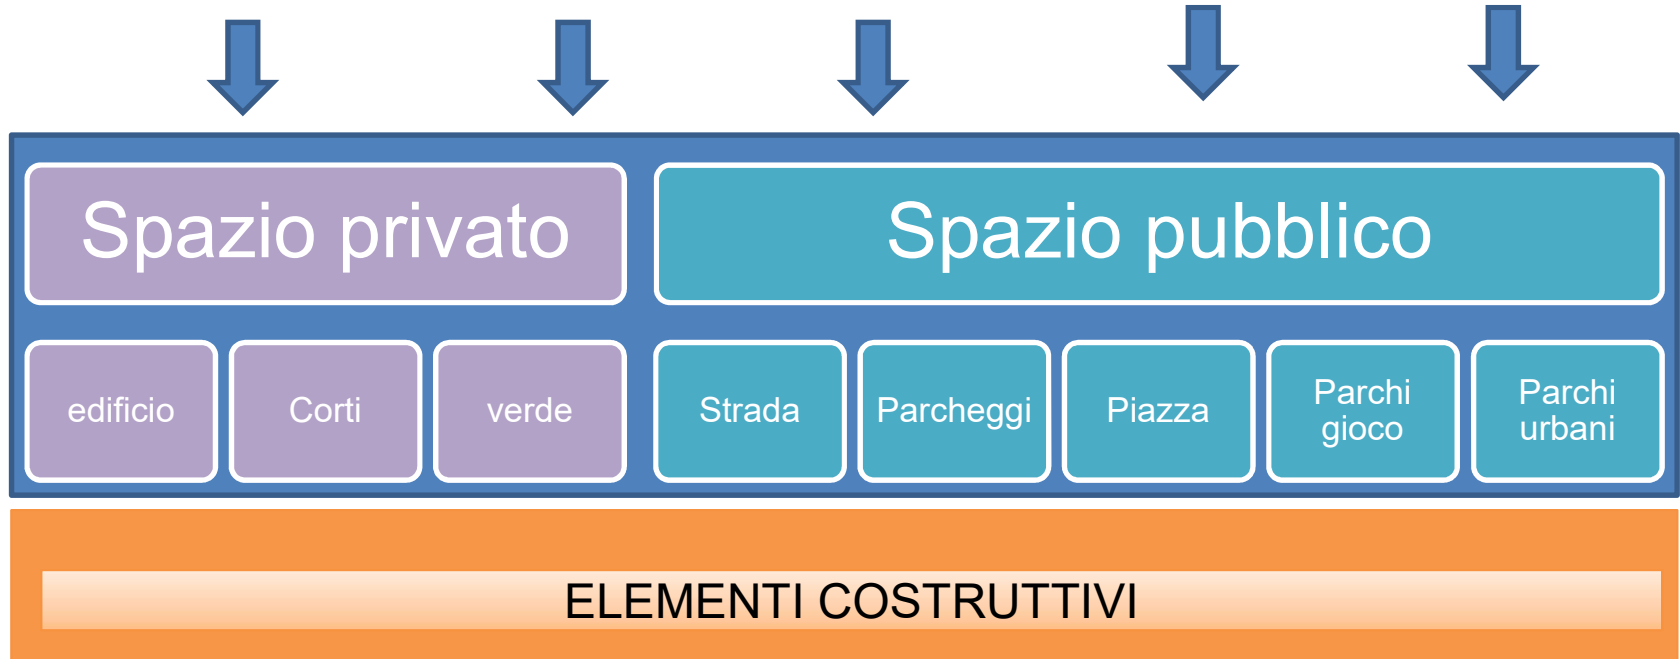 Spazio privato
Spazio pubblico
edificio
Corti
verde
Strada
Parcheggi
Piazza
Parchi
gioco
Parchi
urbani
ELEMENTI COSTRUTTIVI